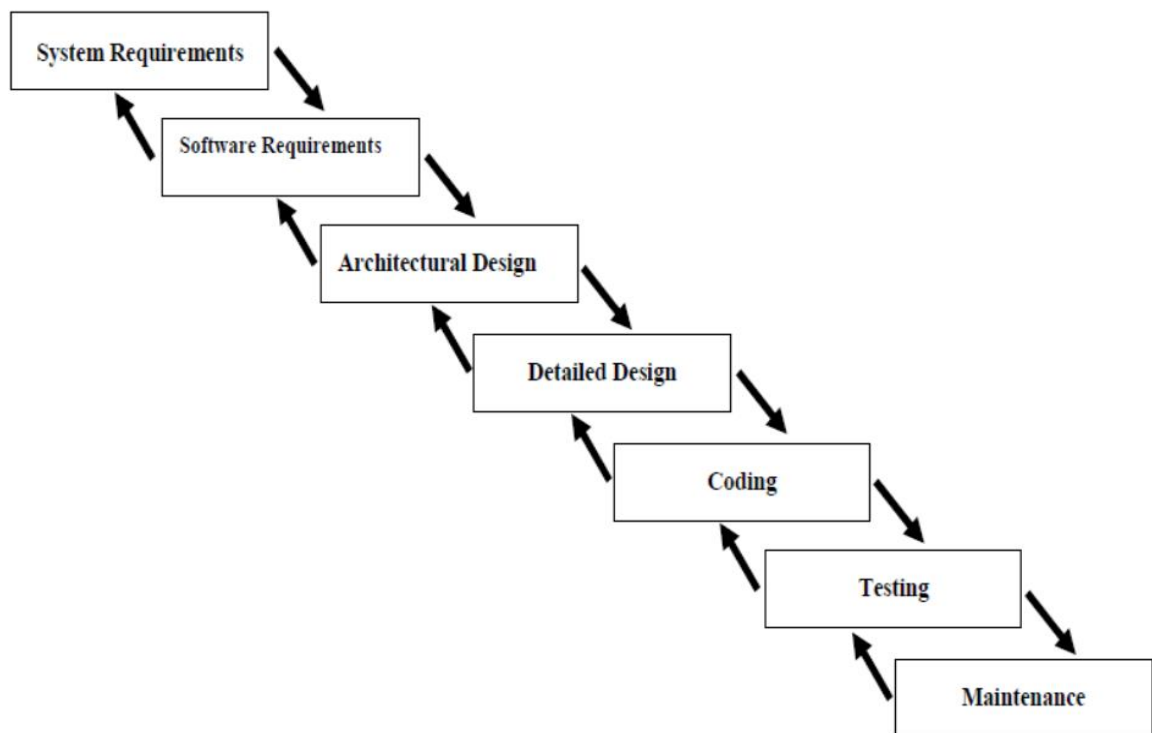 System Requirements
Software Requirements
Architectural Design
Detailed Design
Coding
Testing
Maintenance